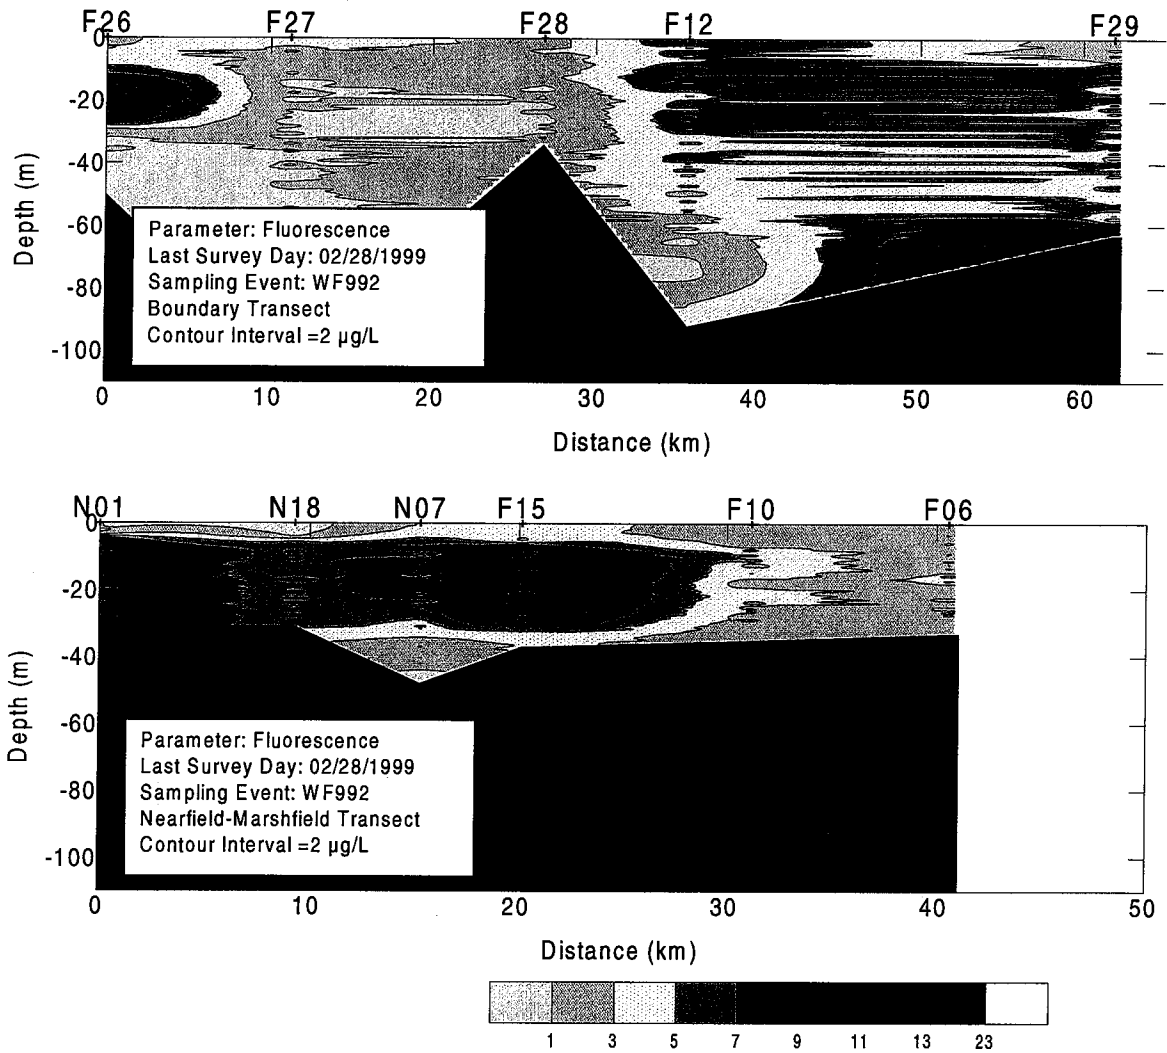 F26 F27 F28 F12 F29
0
-20
-40
-60
-80
-100
Depth (m)
Parameter: Fluorescence
Last Survey Day: 02/28/1999
Sampling Event: WF992
Boundary Transect
Contour Interval =2 µg/L
0 10 20 30 40 50 60
Distance (km)
N01 N18 N07 F15 F10 F06
0
-20
-40
-60
-80
-100
Depth (m)
Parameter: Fluorescence
Last Survey Day: 02/28/1999
Sampling Event: WF992
Nearfield-Marshfield Transect
Contour Interval =2 µg/L
0 10 20 30 40 50
Distance (km)
1 3 5 7 9 11 13 23